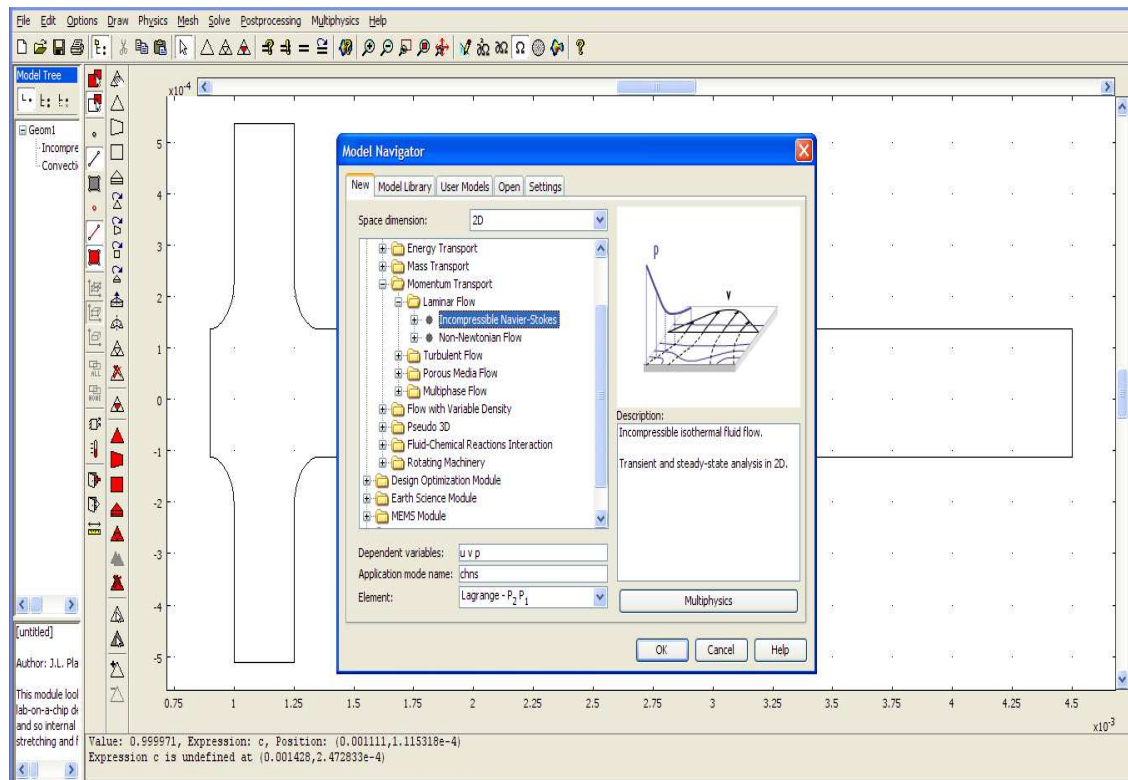 File Edit Options Draw Physics Mesh Solve Postprocessing Multiphysics Help
Model Tree
Geom1
Incompre
Convecti
x10⁻⁴
5
4
3
2
1
0
-1
-2
-3
-4
-5
0.75 1 1.25 1.5 1.75 2 2.25 2.5 2.75 3 3.25 3.5 3.75 4 4.25 4.5
x10⁻³
Model Navigator
New Model Library User Models Open Settings
Space dimension: 2D
Energy Transport
Mass Transport
Momentum Transport
Laminar Flow
Incompressible Navier-Stokes
Non-Newtonian Flow
Turbulent Flow
Porous Media Flow
Multiphase Flow
Flow with Variable Density
Pseudo 3D
Fluid-Chemical Reactions Interaction
Rotating Machinery
Design Optimization Module
Earth Science Module
MEMS Module
p
v
Description:
Incompressible isothermal fluid flow.
Transient and steady-state analysis in 2D.
Dependent variables: u v p
Application mode name: chns
Element: Lagrange - P₂ P₁
Multiphysics
OK Cancel Help
[untitled]
Author: J.L. Pla
This module lool
lab-on-a-chip de
and so internal
stretching and f
Value: 0.999971, Expression: c, Position: (0.001111,1.115318e-4)
Expression c is undefined at (0.001428,2.472833e-4)